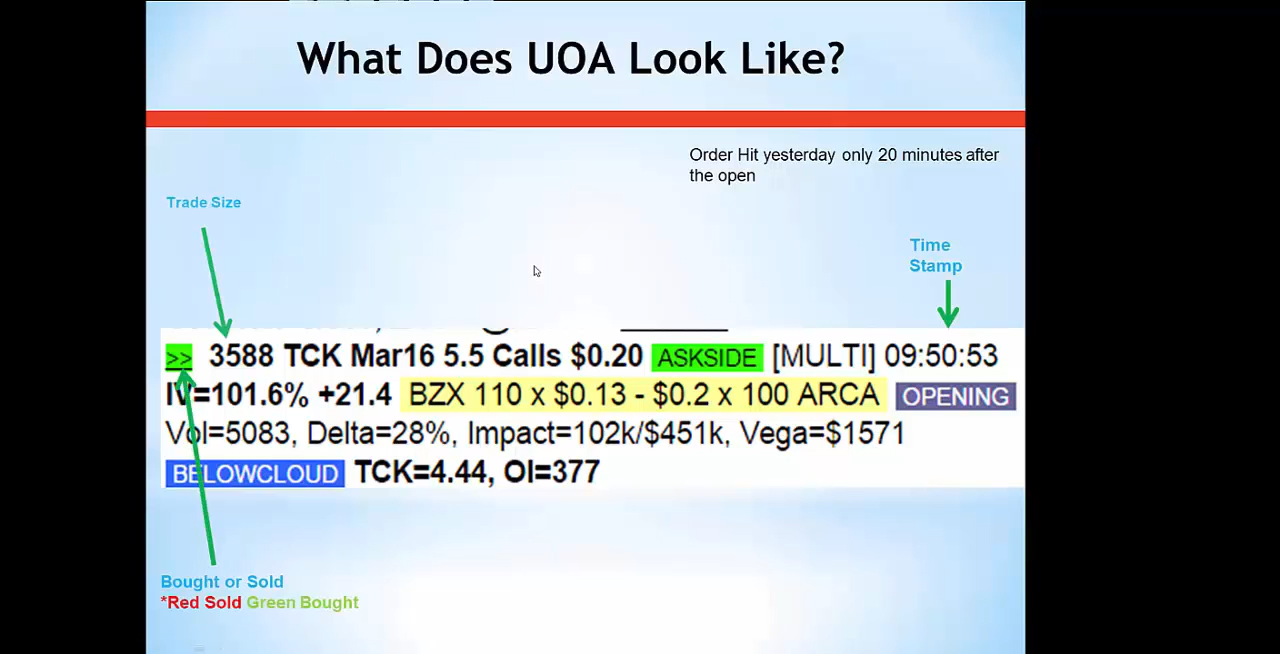 What Does UOA Look Like?
Order Hit yesterday only 20 minutes after
the open
Trade Size
Time
Stamp
>> 3588 TCK Mar16 5.5 Calls $0.20 ASKSIDE [MULTI] 09:50:53
IV=101.6% +21.4 BZX 110 x $0.13 - $0.2 x 100 ARCA OPENING
Vol=5083, Delta=28%, Impact=102k/$451k, Vega=$1571
BELOWCLOUD TCK=4.44, OI=377
Bought or Sold
*Red Sold Green Bought